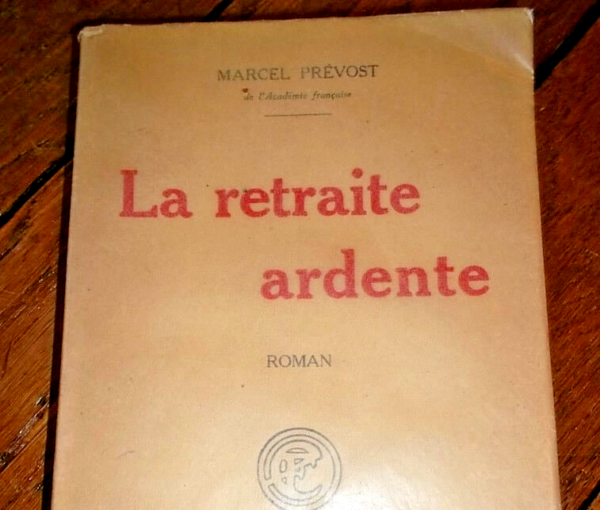 MARCEL PRÉVOST
de l'Académie française
La retraite
ardente
ROMAN